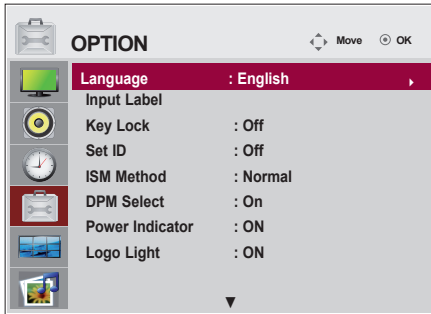 OPTION
Move
OK
Language : English
Input Label
Key Lock : Off
Set ID : Off
ISM Method : Normal
DPM Select : On
Power Indicator : ON
Logo Light : ON